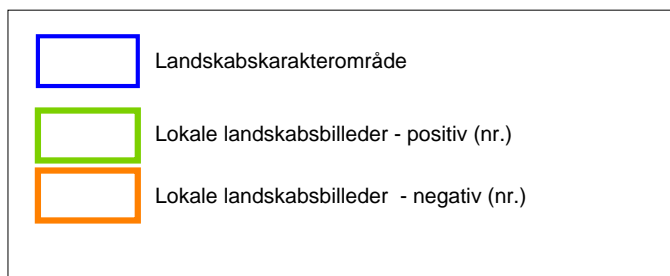 Landskabskarakterområde
Lokale landskabsbilleder - positiv (nr.)
Lokale landskabsbilleder - negativ (nr.)